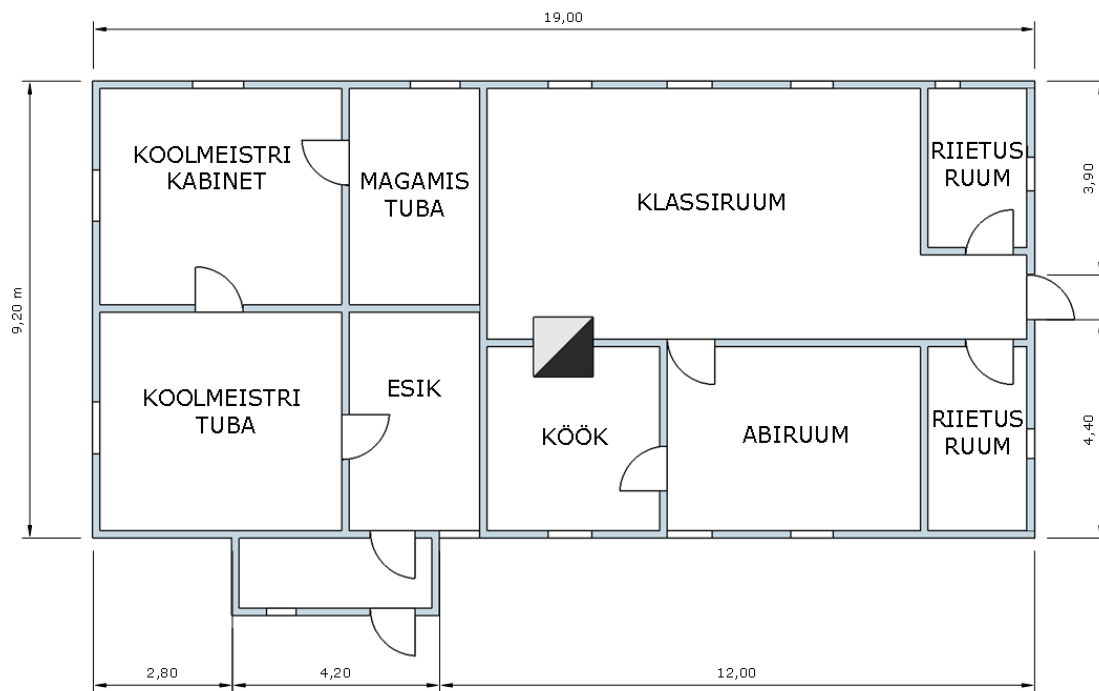 19,00
KOOLMEISTRI
KABINET
MAGAMIS
TUBA
KLASSIRUUM
RIIETUS
RUUM
3,90
9,20 m
KOOLMEISTRI
TUBA
ESIK
KÖÖK
ABIRUUM
RIIETUS
RUUM
4,40
2,80
4,20
12,00